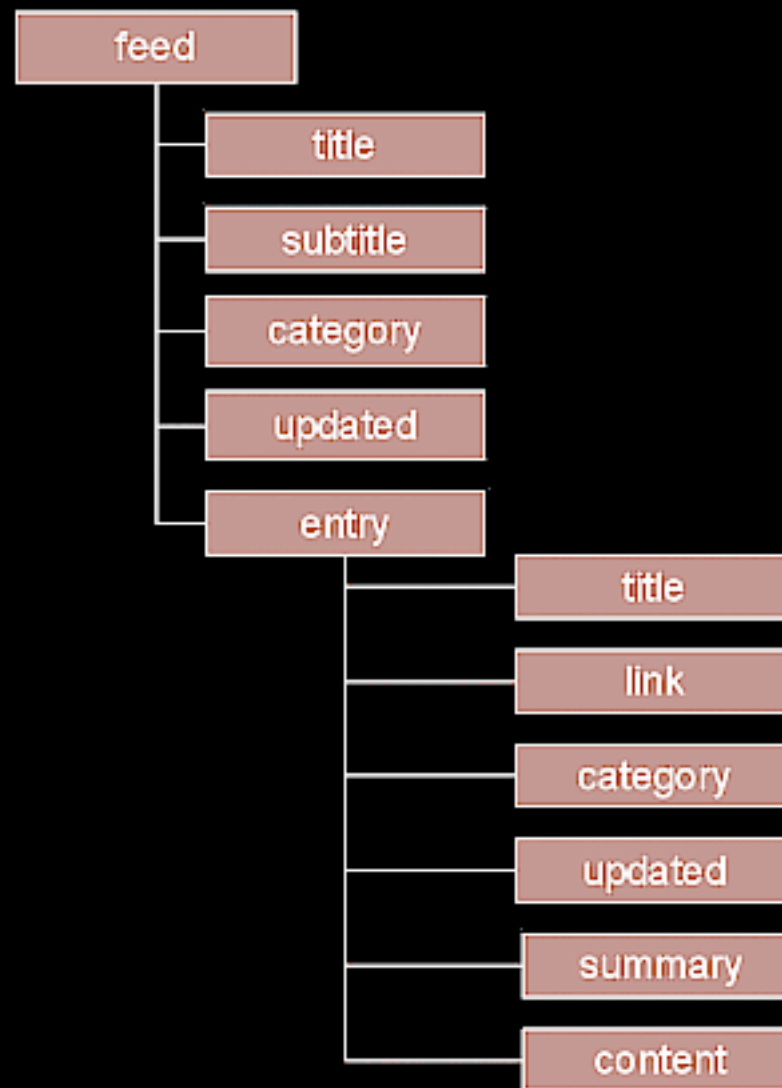 feed
title
subtitle
category
updated
entry
title
link
category
updated
summary
content